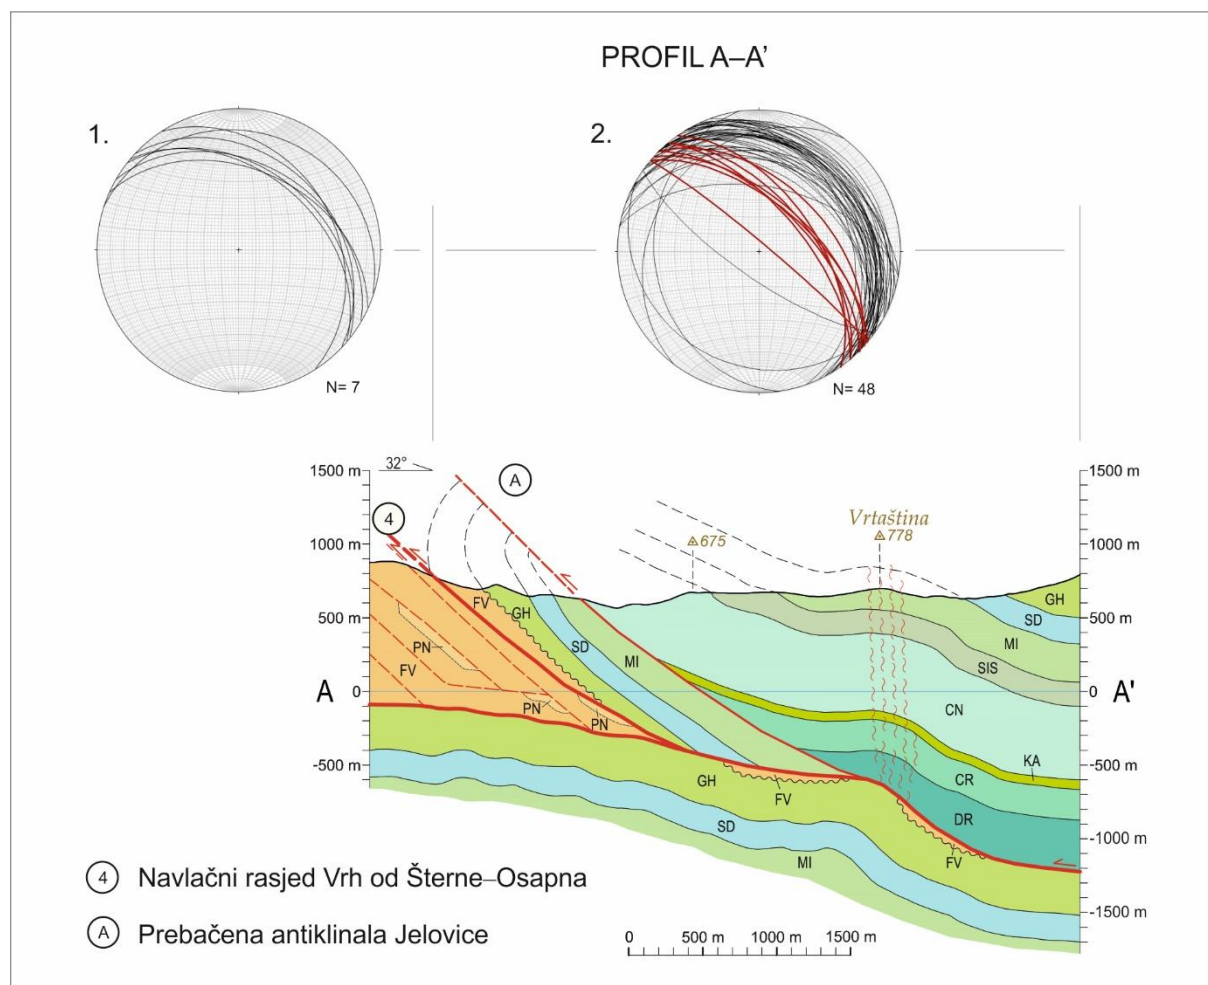 PROFIL A–A’
1.
N= 7
2.
N= 48
1500 m
1000 m
500 m
0
-500 m
-1000 m
-1500 m
1500 m
1000 m
500 m
0
-500 m
32°
4
A
675
Vrtaština
778
A
A'
FV
GH
PN
SD
MI
FV
PN
PN
GH
SD
MI
SIS
CN
KA
CR
DR
GH
FV
SD
MI
FV
4 Navlačni rasjed Vrh od Šterne–Osapna
A Prebačena antiklinala Jelovice
0 500 m 1000 m 1500 m